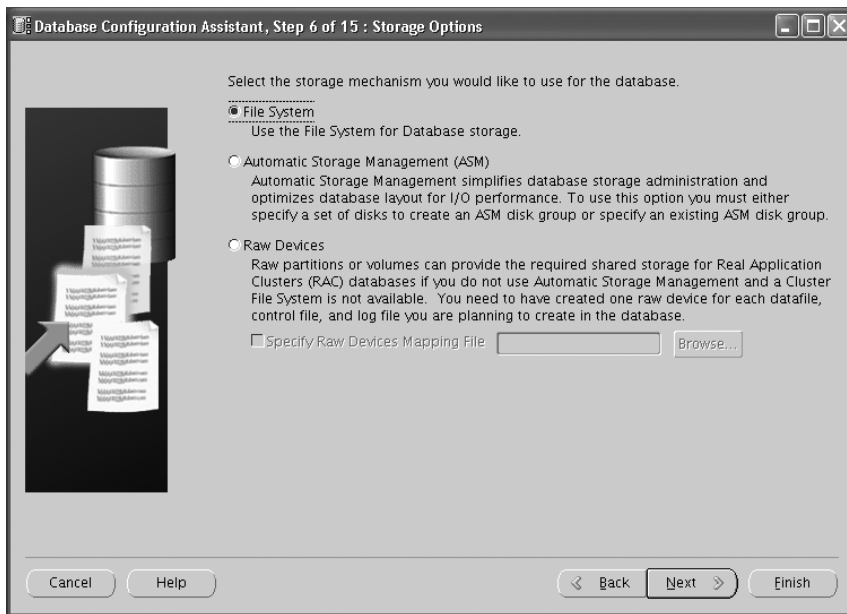 Database Configuration Assistant, Step 6 of 15 : Storage Options
Select the storage mechanism you would like to use for the database.
File System
Use the File System for Database storage.
Automatic Storage Management (ASM)
Automatic Storage Management simplifies database storage administration and
optimizes database layout for I/O performance. To use this option you must either
specify a set of disks to create an ASM disk group or specify an existing ASM disk group.
Raw Devices
Raw partitions or volumes can provide the required shared storage for Real Application
Clusters (RAC) databases if you do not use Automatic Storage Management and a Cluster
File System is not available. You need to have created one raw device for each datafile,
control file, and log file you are planning to create in the database.
Specify Raw Devices Mapping File
Browse...
Cancel
Help
Back
Next
Finish